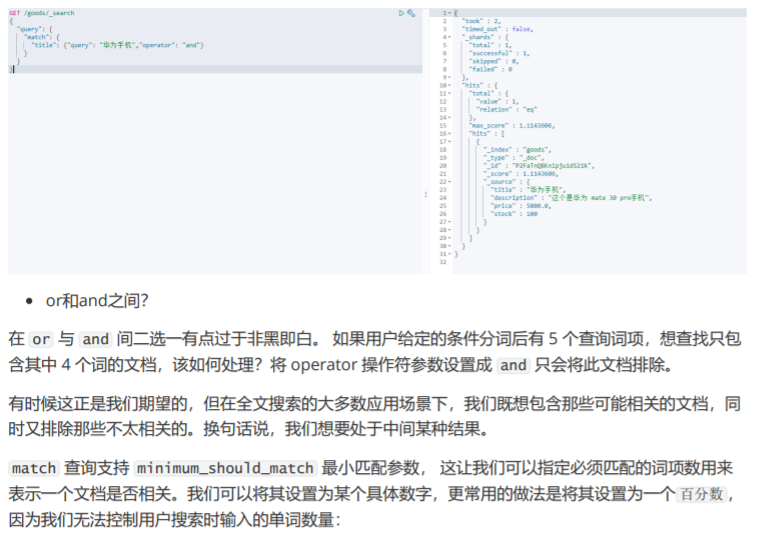 GET /goods/_search
{
"query": {
"match": {
"title": {"query": "华为手机","operator": "and"}
}
}
}
1 {
2 "took" : 2,
3 "timed_out" : false,
4 "_shards" : {
5 "total" : 1,
6 "successful" : 1,
7 "skipped" : 0,
8 "failed" : 0
9 },
10 "hits" : {
11 "total" : {
12 "value" : 1,
13 "relation" : "eq"
14 },
15 "max_score" : 1.1143606,
16 "hits" : [
17 {
18 "_index" : "goods",
19 "_type" : "_doc",
20
21 "_score" : 1.1143606,
22 "_source" : {
23 "title" : "华为手机",
24 "description" : "这个是华为 mate 30 pro手机",
25 "price" : 5000.0,
26 "stock" : 100
27 }
28 }
29 ]
30 }
31 }
32
• or和and之间?
在 or 与 and 间二选一有点过于非黑即白。 如果用户给定的条件分词后有 5 个查询词项，想查找只包
含其中 4 个词的文档，该如何处理？将 operator 操作符参数设置成 and 只会将此文档排除。
有时候这正是我们期望的，但在全文搜索的大多数应用场景下，我们既想包含那些可能相关的文档，同
时又排除那些不太相关的。换句话说，我们想要处于中间某种结果。
match 查询支持 minimum_should_match 最小匹配参数， 这让我们可以指定必须匹配的词项数用来
表示一个文档是否相关。我们可以将其设置为某个具体数字，更常用的做法是将其设置为一个 百分数，
因为我们无法控制用户搜索时输入的单词数量：